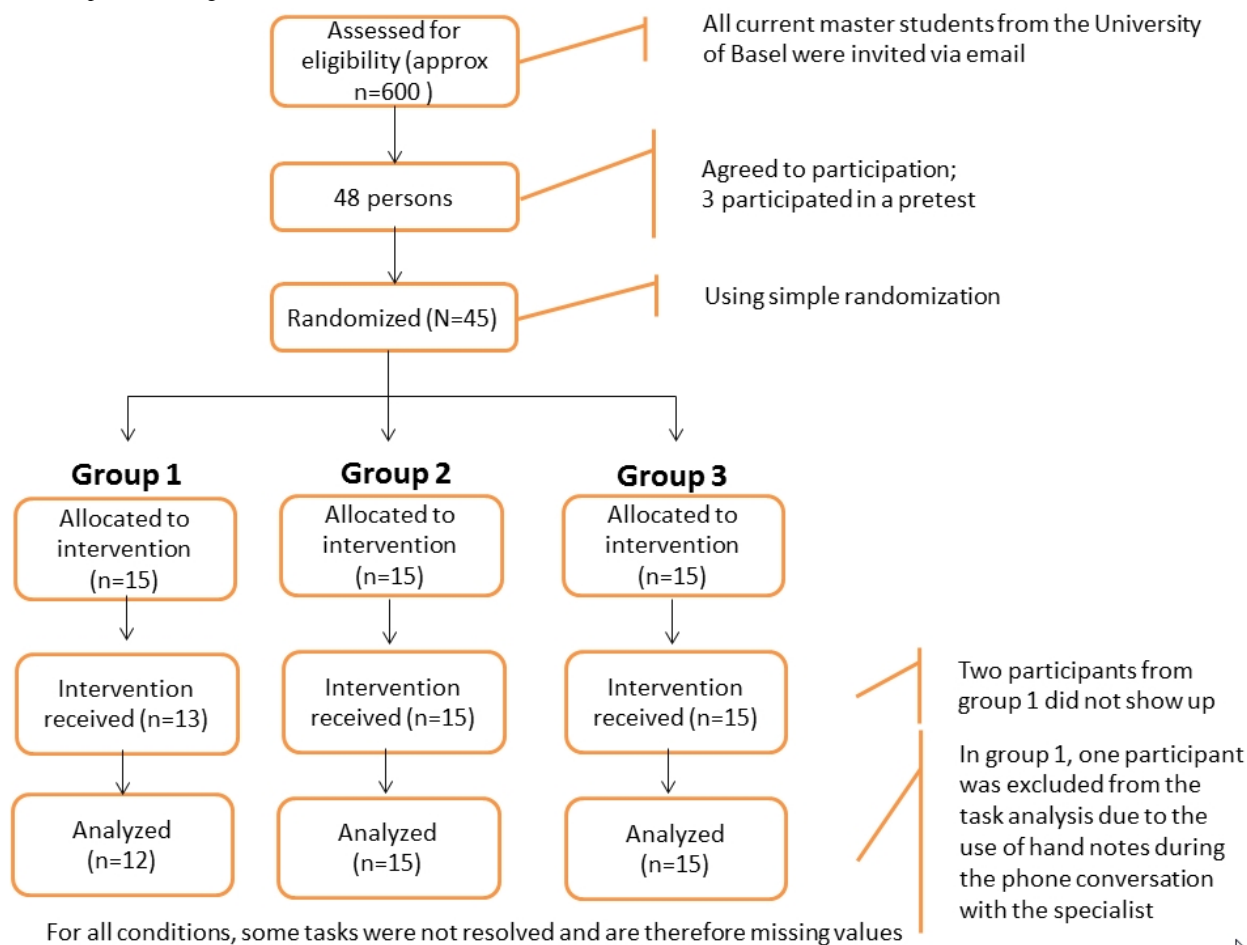 Assessed for
eligibility (approx
n=600 )
All current master students from the University
of Basel were invited via email
48 persons
Agreed to participation;
3 participated in a pretest
Randomized (N=45)
Using simple randomization
Group 1
Group 2
Group 3
Allocated to
intervention
(n=15)
Allocated to
intervention
(n=15)
Allocated to
intervention
(n=15)
Intervention
received (n=13)
Intervention
received (n=15)
Intervention
received (n=15)
Two participants from
group 1 did not show up
Analyzed
(n=12)
Analyzed
(n=15)
Analyzed
(n=15)
In group 1, one participant
was excluded from the
task analysis due to the
use of hand notes during
the phone conversation
with the specialist
For all conditions, some tasks were not resolved and are therefore missing values